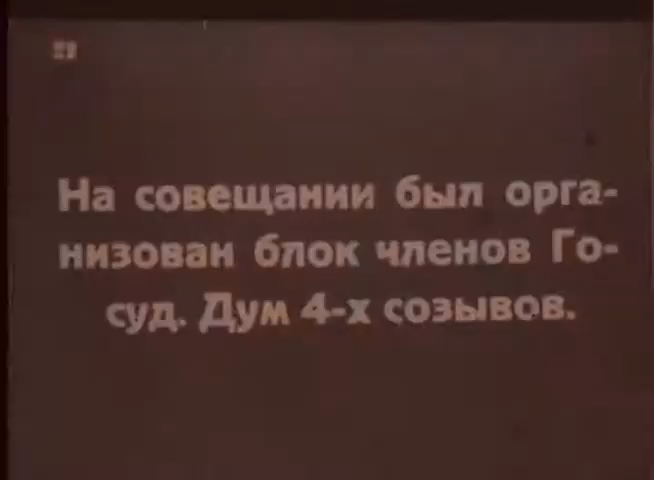 На совещании был орга-
низован блок членов Го-
суд. Дум 4-х созывов.